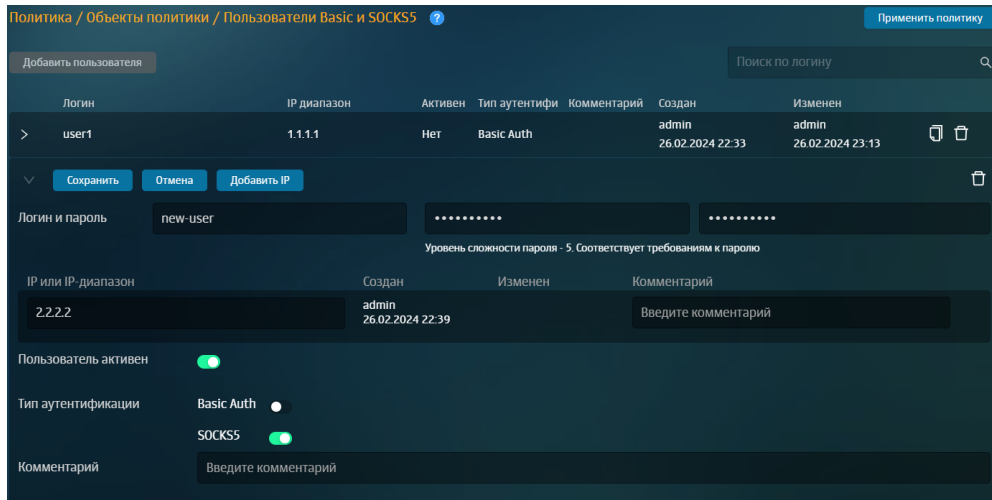 Политика / Объекты политики / Пользователи Basic и SOCKS5 ?
Применить политику
Добавить пользователя
Поиск по логину
Логин IP диапазон Активен Тип аутентифи Комментарий Создан Изменен
user1 1.1.1.1 Нет Basic Auth admin 26.02.2024 22:33 admin 26.02.2024 23:13
Сохранить Отмена Добавить IP
Логин и пароль new-user •••••••••• ••••••••••
Уровень сложности пароля - 5. Соответствует требованиям к паролю
IP или IP-диапазон Создан Изменен Комментарий
2.2.2.2 admin 26.02.2024 22:39 Введите комментарий
Пользователь активен
Тип аутентификации Basic Auth
SOCKS5
Комментарий Введите комментарий